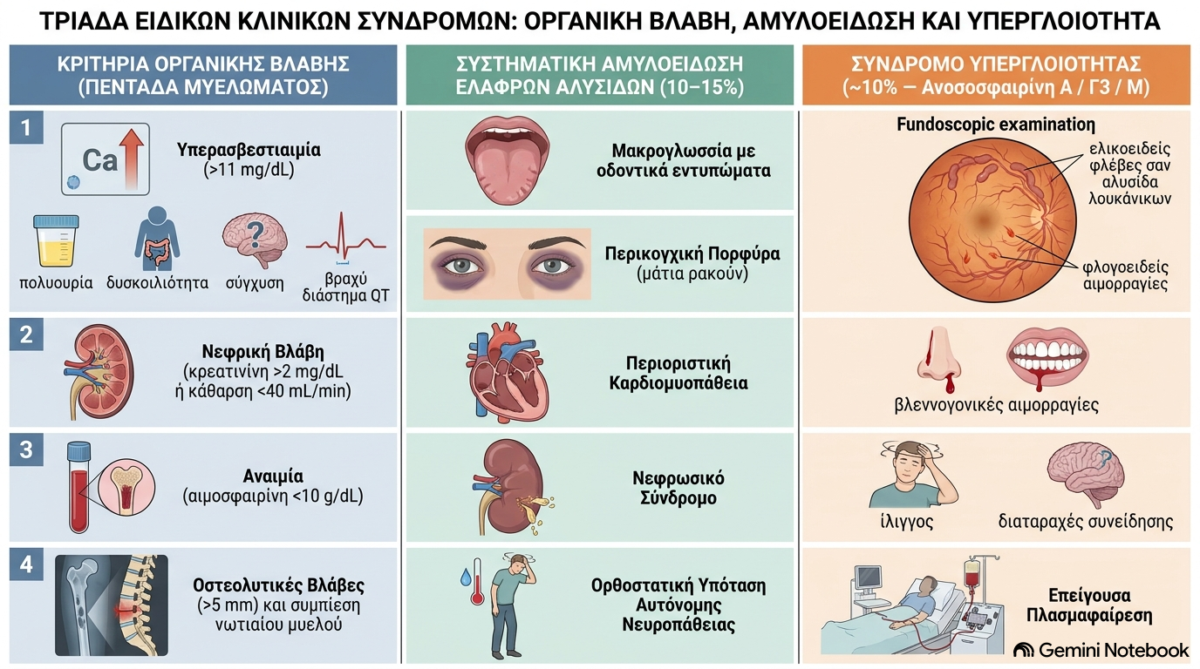 ΤΡΙΑΔΑ ΕΙΔΙΚΩΝ ΚΛΙΝΙΚΩΝ ΣΥΝΔΡΟΜΩΝ: ΟΡΓΑΝΙΚΗ ΒΛΑΒΗ, ΑΜΥΛΟΕΙΔΩΣΗ ΚΑΙ ΥΠΕΡΓΛΟΙΟΤΗΤΑ
ΚΡΙΤΗΡΙΑ ΟΡΓΑΝΙΚΗΣ ΒΛΑΒΗΣ
(ΠΕΝΤΑΔΑ ΜΥΕΛΩΜΑΤΟΣ)
1
Ca
Υπερασβεστιαιμία
(>11 mg/dL)
?
πολυουρία
δυσκοιλιότητα
σύγχυση
βραχύ
διάστημα QT
2
Νεφρική Βλάβη
(κρεατινίνη >2 mg/dL
ή κάθαρση <40 mL/min)
3
Αναιμία
(αιμοσφαιρίνη <10 g/dL)
4
Οστεολυτικές Βλάβες
(>5 mm) και συμπίεση
νωτιαίου μυελού
ΣΥΣΤΗΜΑΤΙΚΗ ΑΜΥΛΟΕΙΔΩΣΗ
ΕΛΑΦΡΩΝ ΑΛΥΣΙΔΩΝ (10–15%)
Μακρογλωσσία με
οδοντικά εντυπώματα
Περικογχική Πορφύρα
(μάτια ρακούν)
Περιοριστική
Καρδιομυοπάθεια
Νεφρωσικό
Σύνδρομο
Ορθοστατική Υπόταση
Αυτόνομης
Νευροπάθειας
ΣΥΝΔΡΟΜΟ ΥΠΕΡΓΛΟΙΟΤΗΤΑΣ
(~10% — Ανοσοσφαιρίνη Α / Γ3 / Μ)
Fundoscopic examination
ελικοειδείς
φλέβες σαν
αλυσίδα
λουκάνικων
φλογοειδείς
αιμορραγίες
βλεννογονικές αιμορραγίες
?
ίλιγγος
διαταραχές συνείδησης
Επείγουσα
Πλασμαφαίρεση
Gemini Notebook